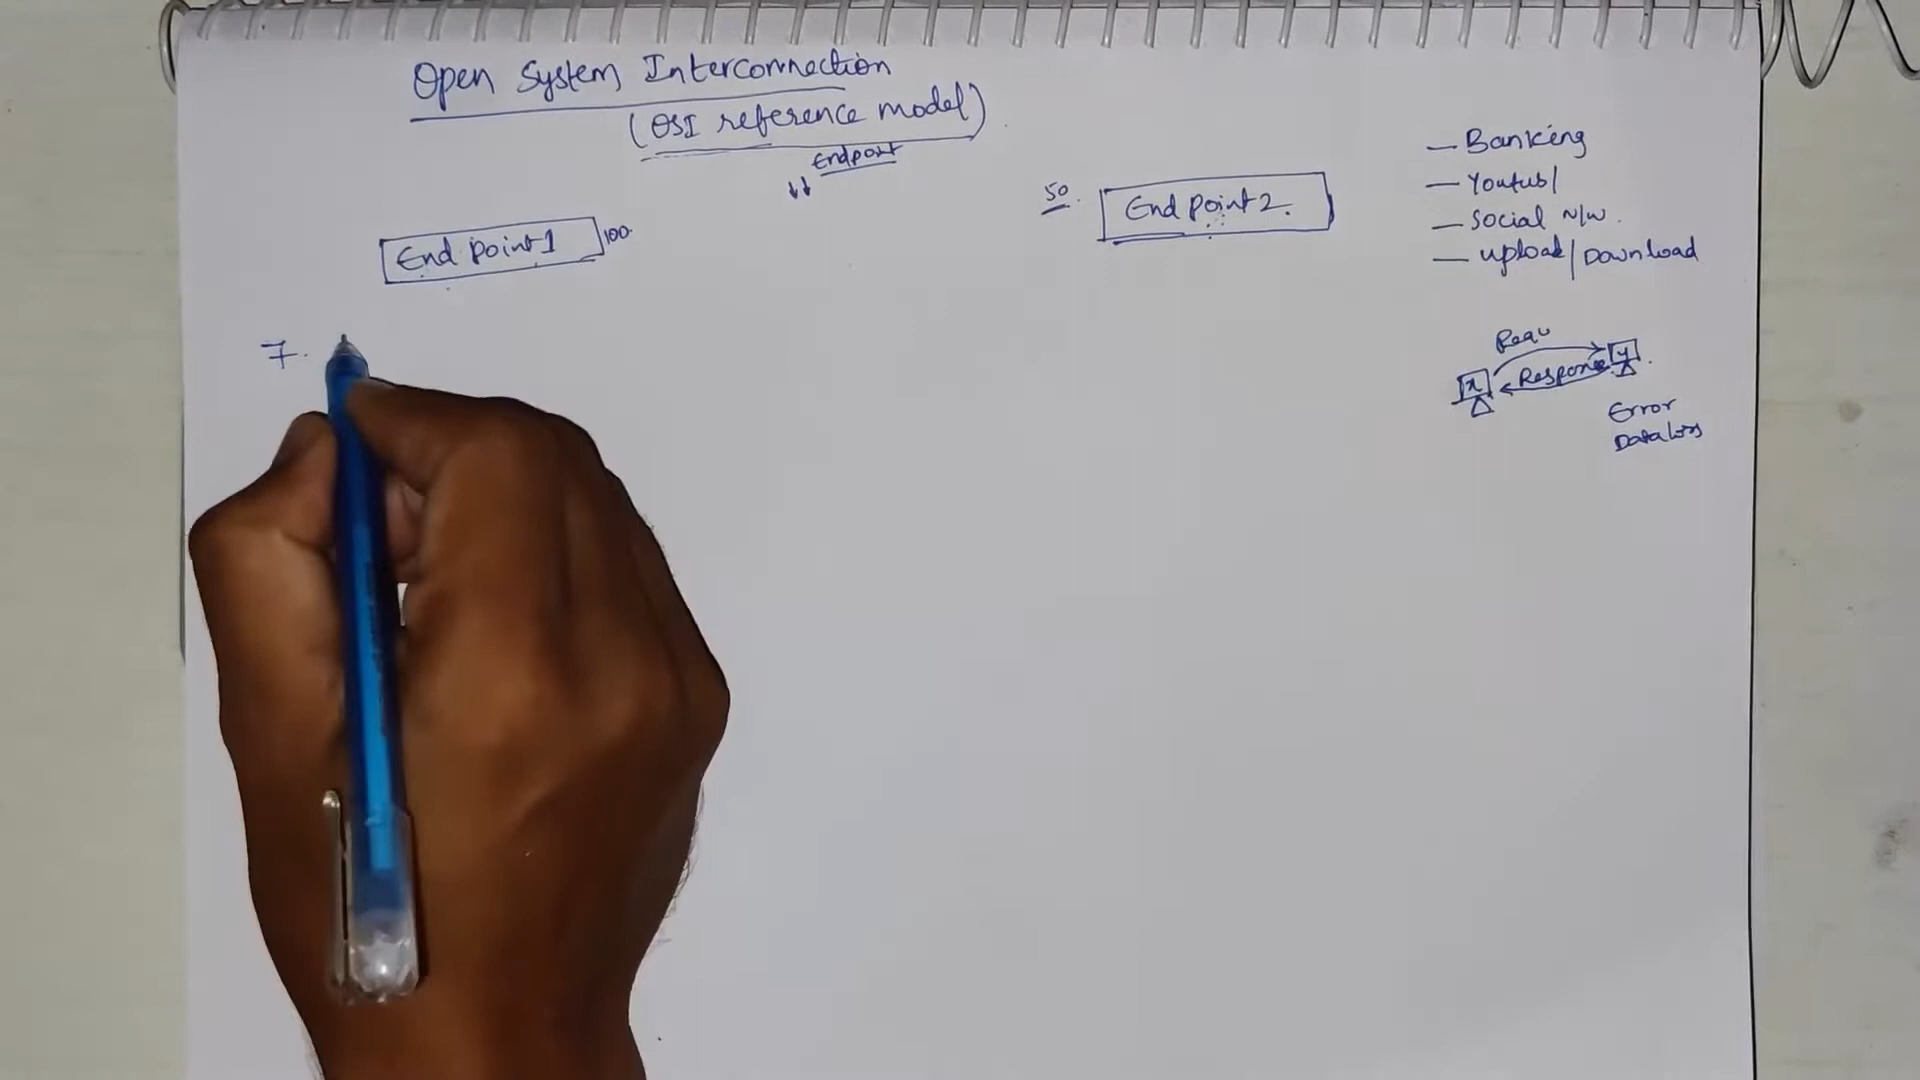 Open System Interconnection
(OSI reference model)
Endpoint
50.
End point 2.
End point 1
100.
7.
— Banking
— Youtub/
— Social N/W.
— upload/Download
Requ
Response
x
y
Error
Data loss